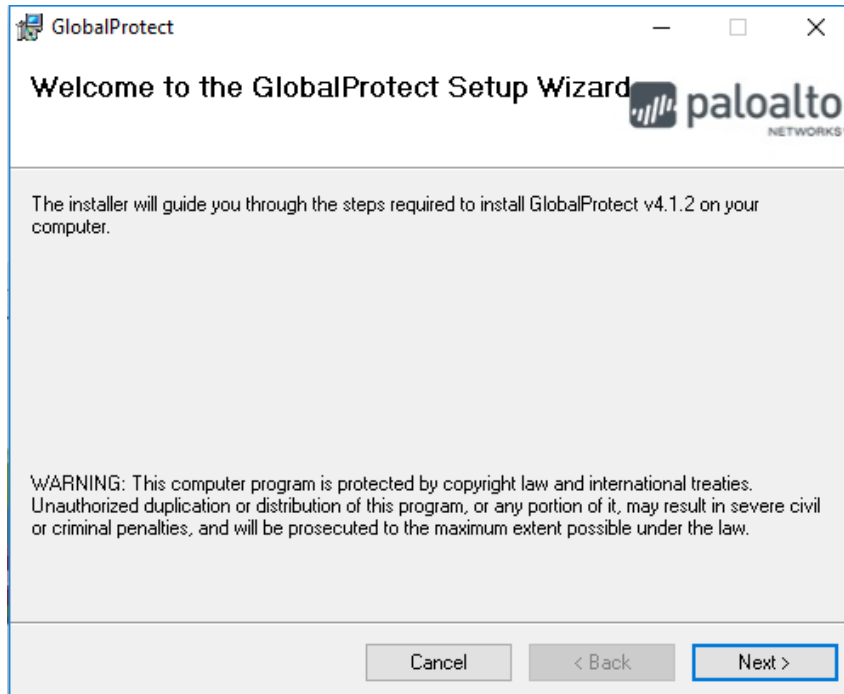 GlobalProtect
Welcome to the GlobalProtect Setup Wizard
paloalto
NETWORKS
The installer will guide you through the steps required to install GlobalProtect v4.1.2 on your
computer.
WARNING: This computer program is protected by copyright law and international treaties.
Unauthorized duplication or distribution of this program, or any portion of it, may result in severe civil
or criminal penalties, and will be prosecuted to the maximum extent possible under the law.
Cancel
< Back
Next >